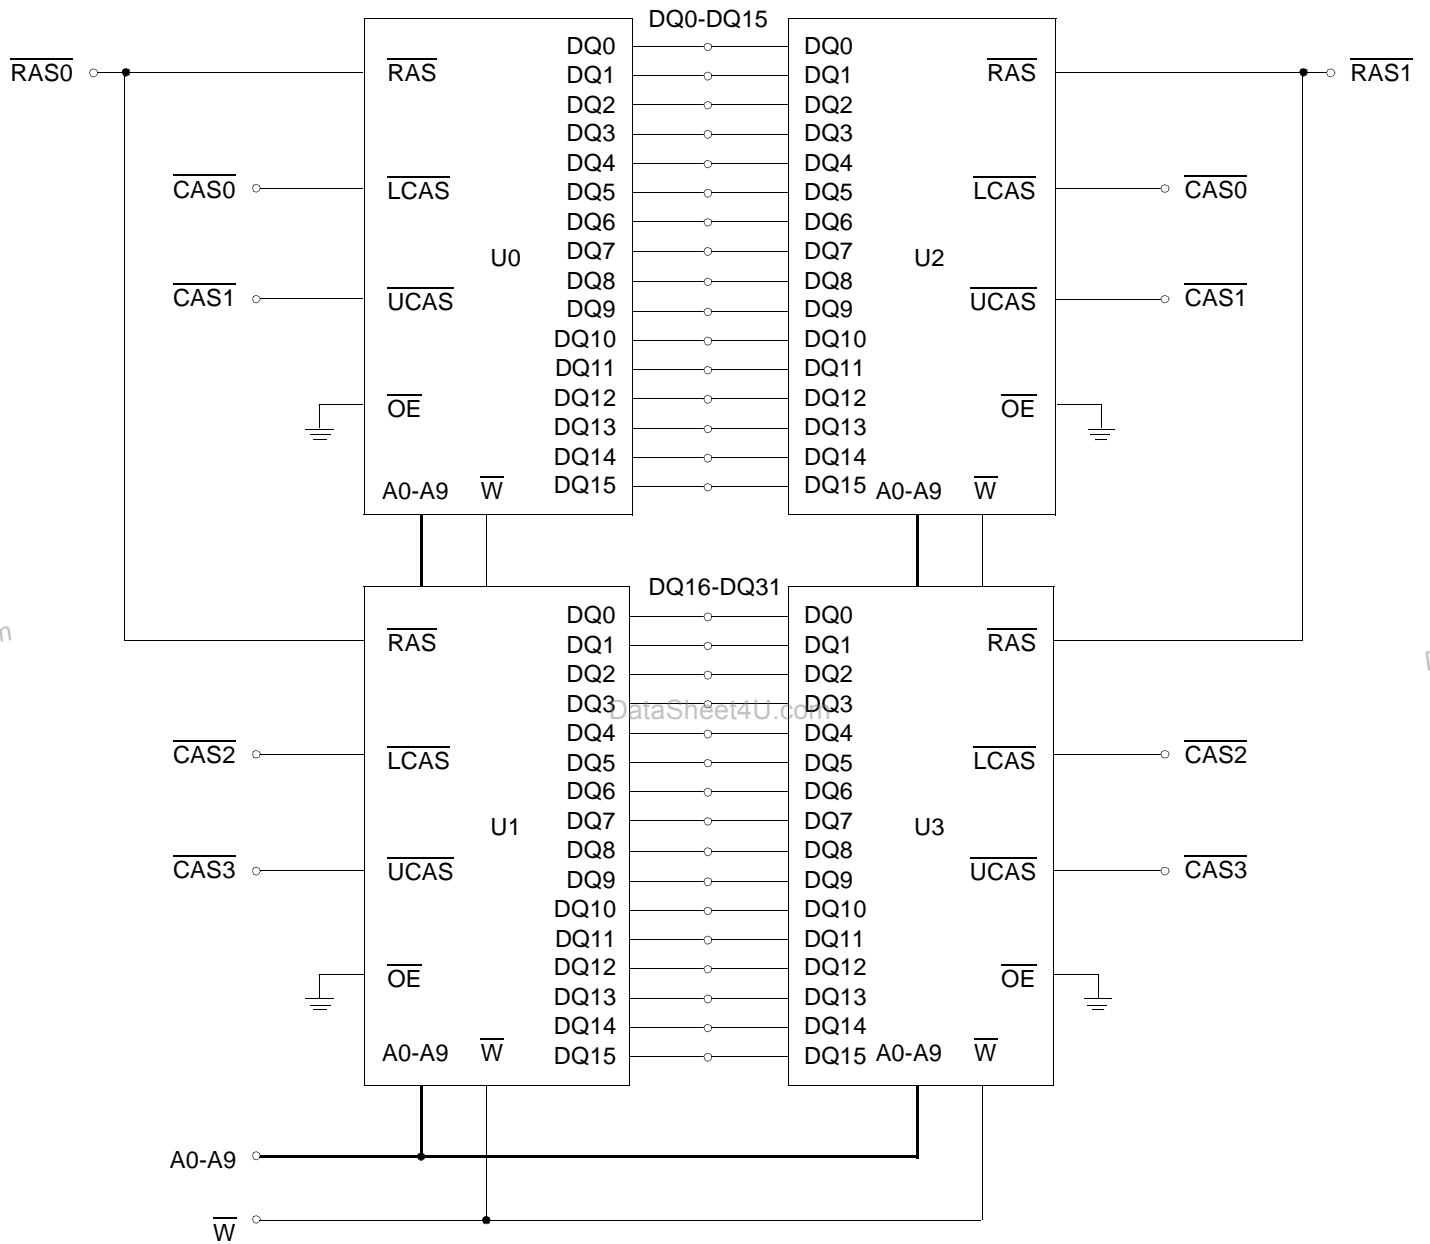 DQ0-DQ15
DQ0 DQ0
RAS0 RAS RAS RAS1
DQ1 DQ1
DQ2 DQ2
DQ3 DQ3
DQ4 DQ4
CAS0 LCAS DQ5 DQ5 LCAS CAS0
DQ6 DQ6
DQ7 DQ7
U0 U2
DQ8 DQ8
CAS1 UCAS DQ9 DQ9 UCAS CAS1
DQ10 DQ10
DQ11 DQ11
DQ12 DQ12
OE OE
DQ13 DQ13
DQ14 DQ14
A0-A9 W DQ15 DQ15 A0-A9 W
DQ16-DQ31
DQ0 DQ0
RAS DQ1 DQ1 RAS
DQ2 DQ2
DQ3 DQ3
DataSheet4U.com
DQ4 DQ4
CAS2 LCAS DQ5 DQ5 LCAS CAS2
DQ6 DQ6
U1 DQ7 DQ7 U3
DQ8 DQ8
CAS3 UCAS DQ9 DQ9 UCAS CAS3
DQ10 DQ10
DQ11 DQ11
DQ12 DQ12
OE OE
DQ13 DQ13
DQ14 DQ14
A0-A9 W DQ15 DQ15 A0-A9 W
A0-A9
W